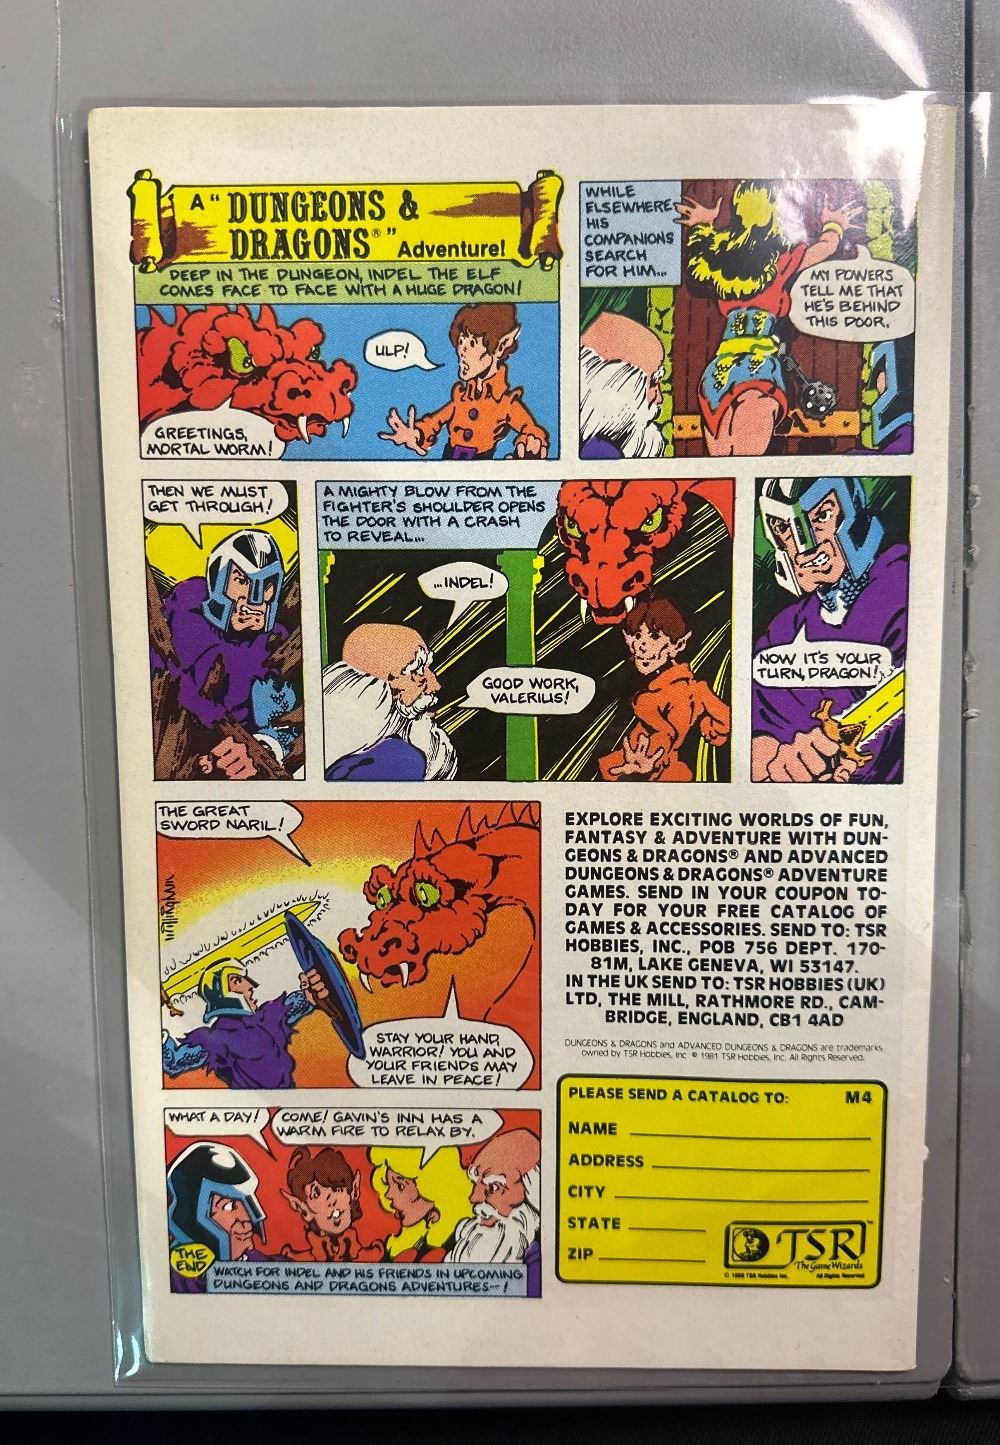 A "DUNGEONS &
DRAGONS®" Adventure!
DEEP IN THE DUNGEON, INDEL THE ELF
COMES FACE TO FACE WITH A HUGE DRAGON!
ULP!
GREETINGS,
MORTAL WORM!
WHILE
ELSEWHERE
HIS
COMPANIONS
SEARCH
FOR HIM...
MY POWERS
TELL ME THAT
HE'S BEHIND
THIS DOOR.
THEN WE MUST
GET THROUGH!
A MIGHTY BLOW FROM THE
FIGHTER'S SHOULDER OPENS
THE DOOR WITH A CRASH
TO REVEAL...
...INDEL!
GOOD WORK,
VALERIUS!
NOW IT'S YOUR
TURN, DRAGON!
THE GREAT
SWORD NARIL!
Willingham
STAY YOUR HAND,
WARRIOR! YOU AND
YOUR FRIENDS MAY
LEAVE IN PEACE!
WHAT A DAY!
COME! GAVIN'S INN HAS A
WARM FIRE TO RELAX BY.
THE
END
WATCH FOR INDEL AND HIS FRIENDS IN UPCOMING
DUNGEONS AND DRAGONS ADVENTURES--!
EXPLORE EXCITING WORLDS OF FUN,
FANTASY & ADVENTURE WITH DUN-
GEONS & DRAGONS® AND ADVANCED
DUNGEONS & DRAGONS® ADVENTURE
GAMES. SEND IN YOUR COUPON TO-
DAY FOR YOUR FREE CATALOG OF
GAMES & ACCESSORIES. SEND TO: TSR
HOBBIES, INC., POB 756 DEPT. 170-
81M, LAKE GENEVA, WI 53147.
IN THE UK SEND TO: TSR HOBBIES (UK)
LTD, THE MILL, RATHMORE RD., CAM-
BRIDGE, ENGLAND, CB1 4AD
DUNGEONS & DRAGONS and ADVANCED DUNGEONS & DRAGONS are trademarks
owned by TSR Hobbies, Inc © 1981 TSR Hobbies, Inc. All Rights Reserved.
PLEASE SEND A CATALOG TO: M4
NAME
ADDRESS
CITY
STATE
ZIP
TSR™
The Game Wizards
© 1980 TSR Hobbies Inc. All Rights Reserved